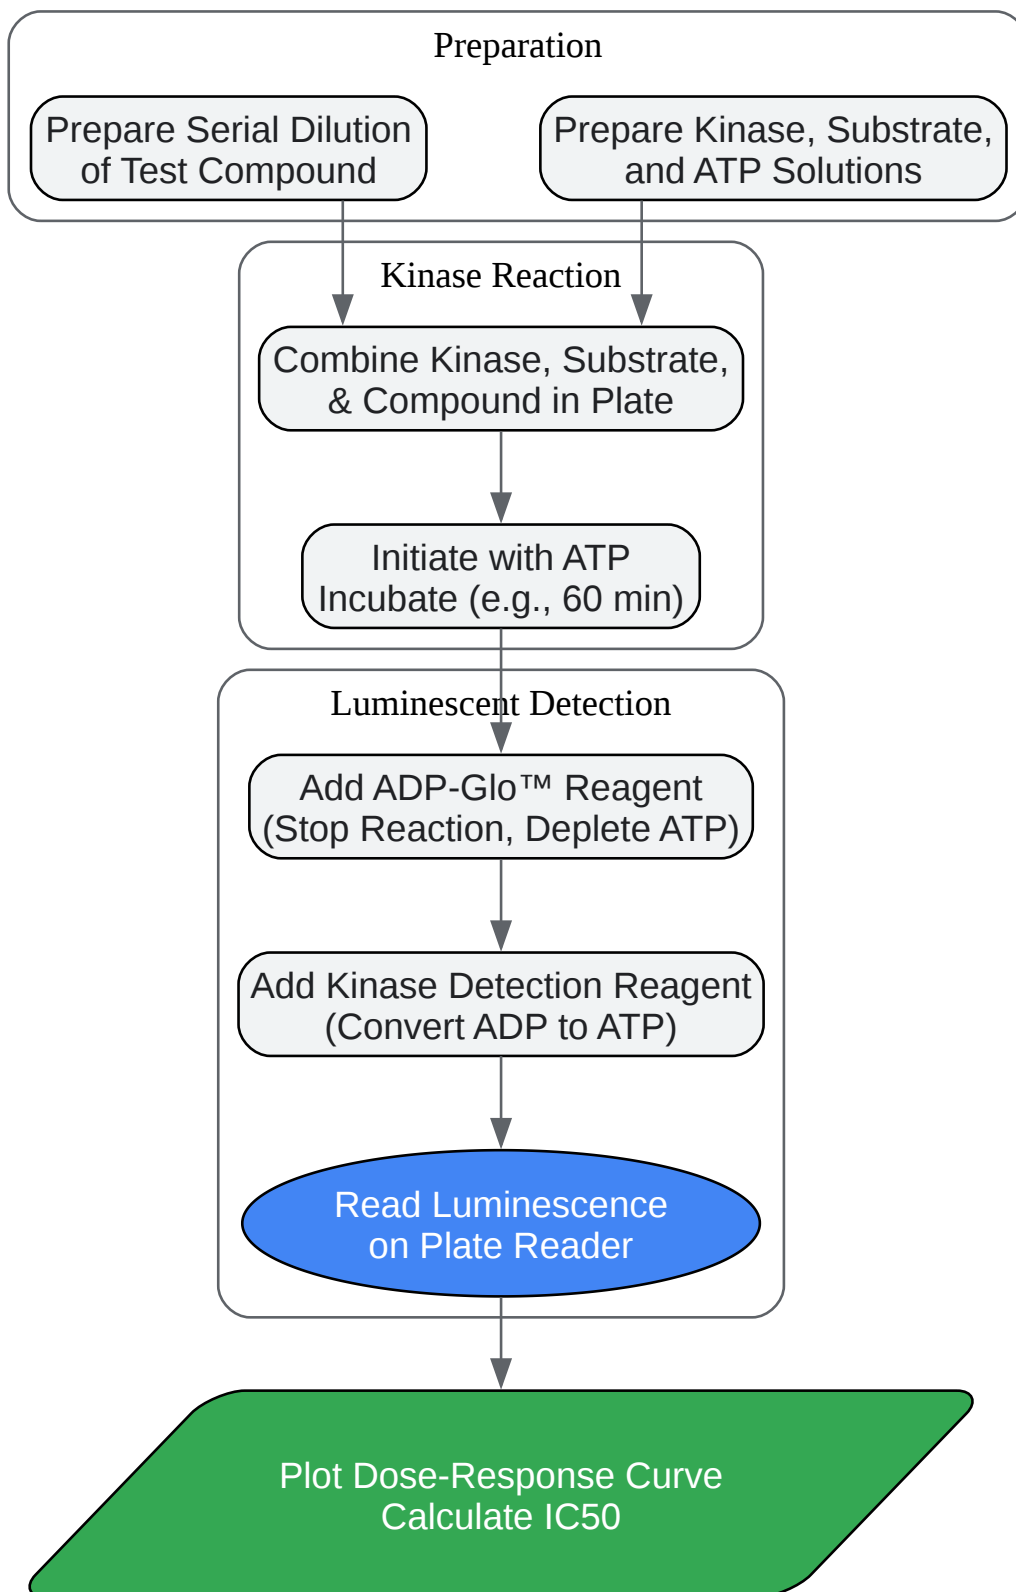 Preparation
Prepare Serial Dilution
of Test Compound
Prepare Kinase, Substrate,
and ATP Solutions
Kinase Reaction
Combine Kinase, Substrate,
& Compound in Plate
Initiate with ATP
Incubate (e.g., 60 min)
Luminescent Detection
Add ADP-Glo™ Reagent
(Stop Reaction, Deplete ATP)
Add Kinase Detection Reagent
(Convert ADP to ATP)
Read Luminescence
on Plate Reader
Plot Dose-Response Curve
Calculate IC50